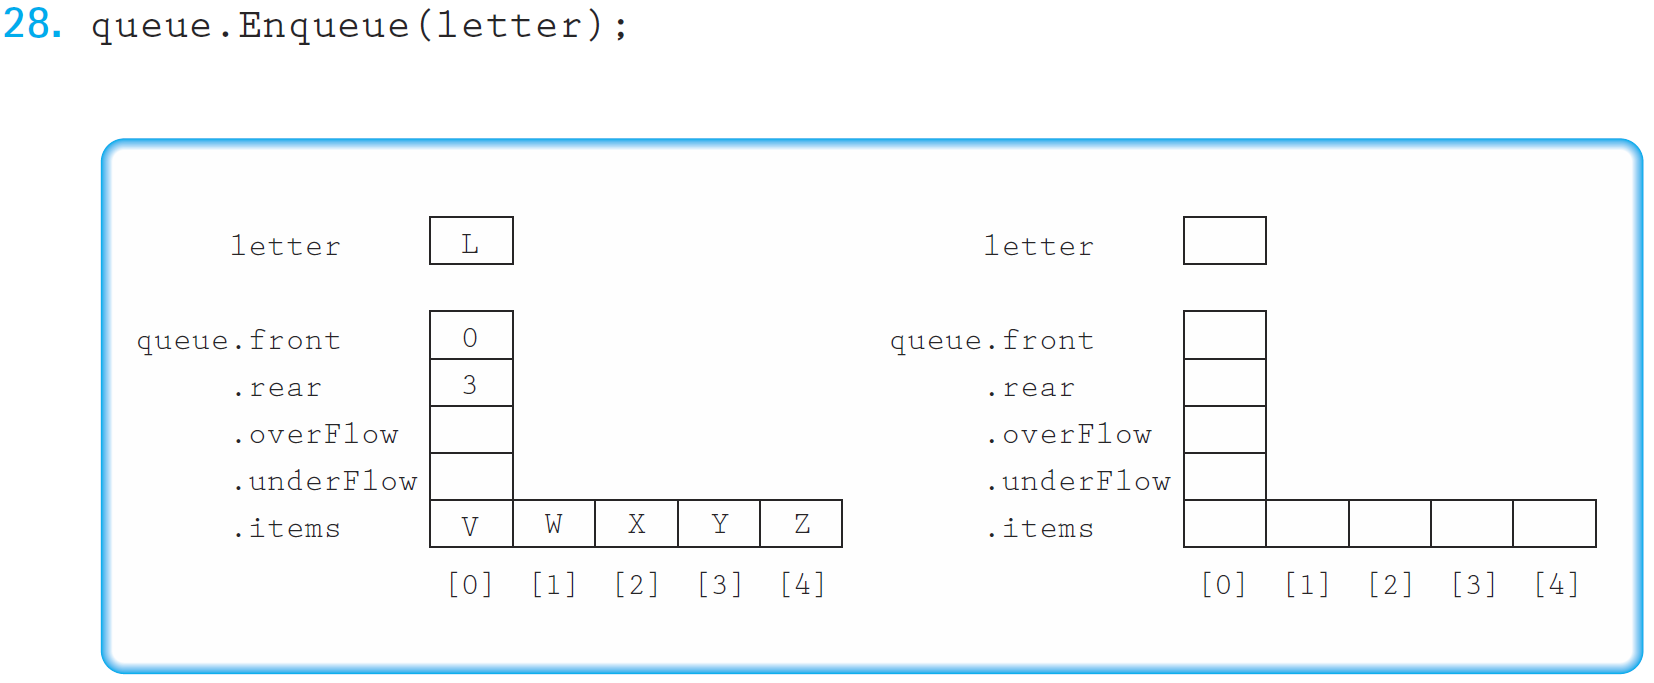 28. queue.Enqueue(letter);
letter L
queue.front 0
.rear 3
.overFlow
.underFlow
.items V W X Y Z
[0] [1] [2] [3] [4]
letter
queue.front
.rear
.overFlow
.underFlow
.items
[0] [1] [2] [3] [4]